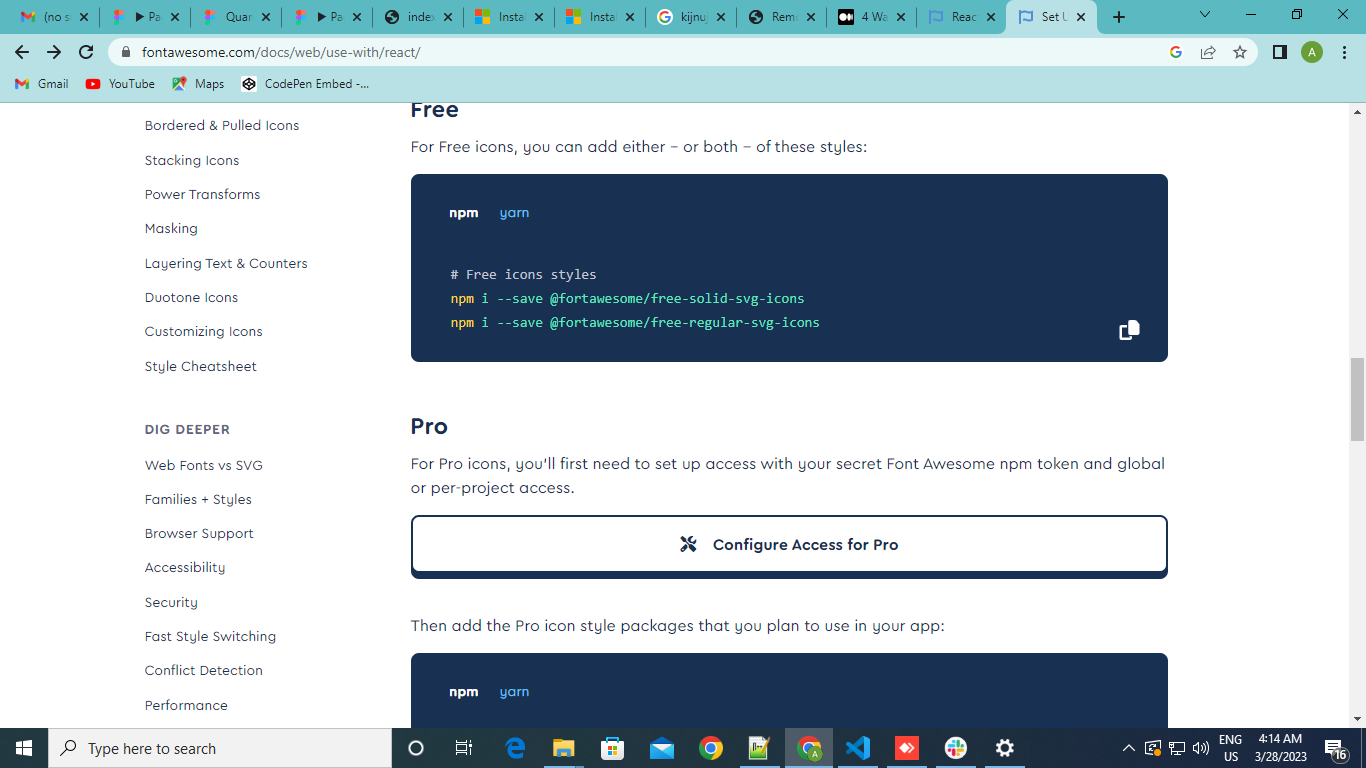 (no s
Pa
Quar
Pa
index
Instal
Instal
kijnuj
Remo
4 Wa
Reac
Set U
fontawesome.com/docs/web/use-with/react/
A
Gmail
YouTube
Maps
CodePen Embed -...
Bordered & Pulled Icons
Stacking Icons
Power Transforms
Masking
Layering Text & Counters
Duotone Icons
Customizing Icons
Style Cheatsheet
DIG DEEPER
Web Fonts vs SVG
Families + Styles
Browser Support
Accessibility
Security
Fast Style Switching
Conflict Detection
Performance
Free
For Free icons, you can add either – or both – of these styles:
npm yarn
# Free icons styles
npm i --save @fortawesome/free-solid-svg-icons
npm i --save @fortawesome/free-regular-svg-icons
Pro
For Pro icons, you'll first need to set up access with your secret Font Awesome npm token and global
or per-project access.
Configure Access for Pro
Then add the Pro icon style packages that you plan to use in your app:
npm yarn
Type here to search
A
ENG
US
4:14 AM
3/28/2023
16